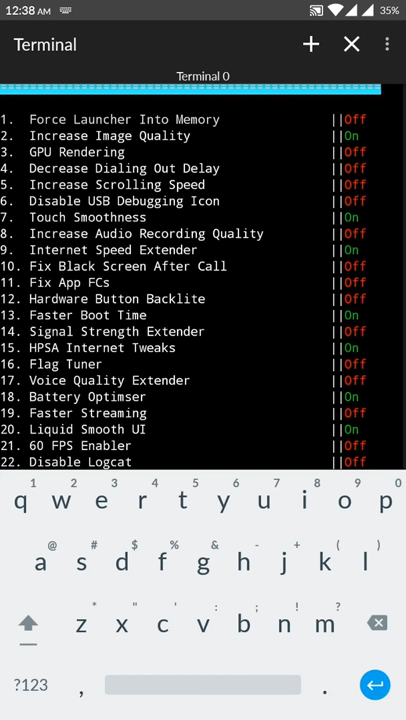 12:38 AM 35%
Terminal
Terminal 0
1. Force Launcher Into Memory ||Off
2. Increase Image Quality ||On
3. GPU Rendering ||Off
4. Decrease Dialing Out Delay ||Off
5. Increase Scrolling Speed ||Off
6. Disable USB Debugging Icon ||Off
7. Touch Smoothness ||On
8. Increase Audio Recording Quality ||Off
9. Internet Speed Extender ||On
10. Fix Black Screen After Call ||Off
11. Fix App FCs ||Off
12. Hardware Button Backlite ||Off
13. Faster Boot Time ||On
14. Signal Strength Extender ||Off
15. HPSA Internet Tweaks ||On
16. Flag Tuner ||Off
17. Voice Quality Extender ||Off
18. Battery Optimser ||On
19. Faster Streaming ||Off
20. Liquid Smooth UI ||On
21. 60 FPS Enabler ||Off
22. Disable Logcat ||Off
1 2 3 4 5 6 7 8 9 0
q w e r t y u i o p
@ # $ % & - + ( )
a s d f g h j k l
* " ' : ; ! ?
z x c v b n m
?123 , .